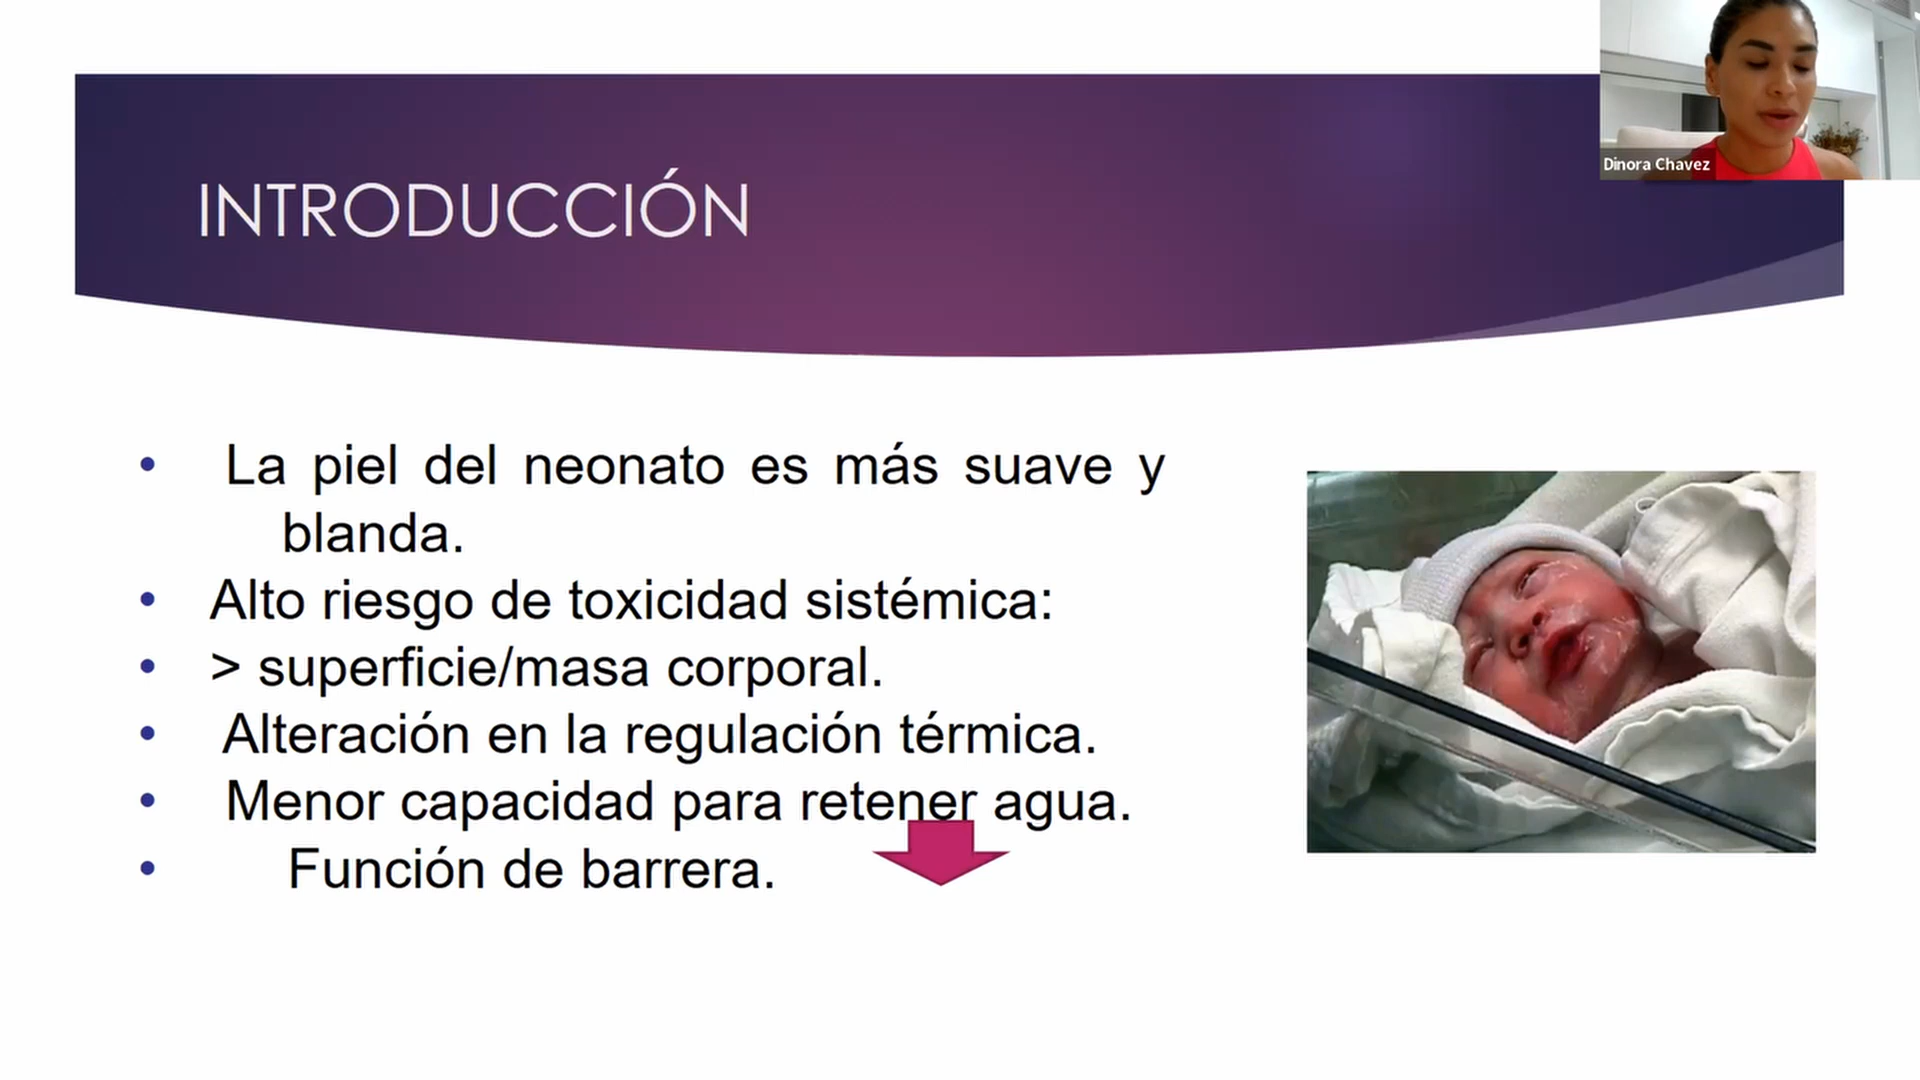 Dinora Chavez
INTRODUCCIÓN
• La piel del neonato es más suave y
blanda.
• Alto riesgo de toxicidad sistémica:
• > superficie/masa corporal.
• Alteración en la regulación térmica.
• Menor capacidad para retener agua.
• Función de barrera.